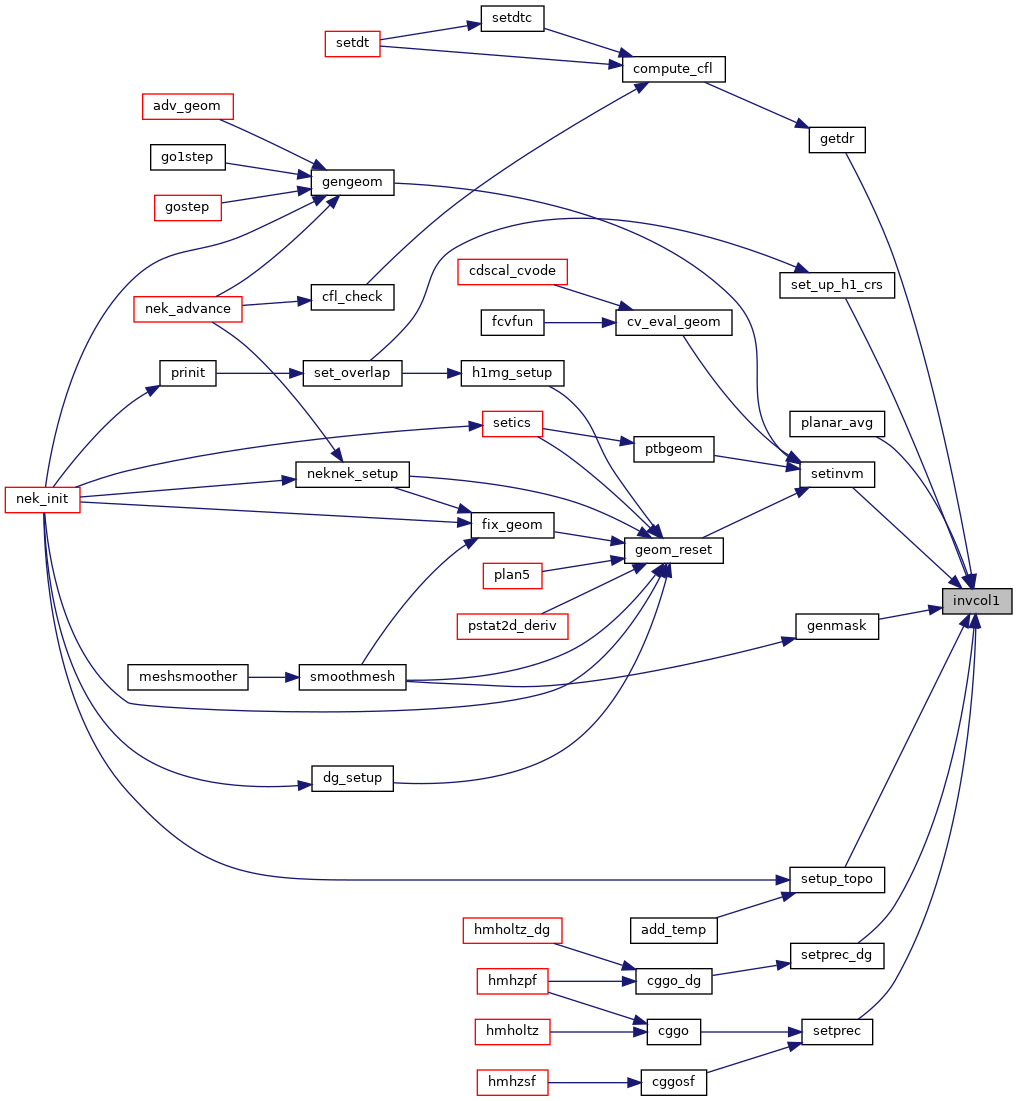 setdtc
setdt
compute_cfl
adv_geom
getdr
go1step
gengeom
gostep
cdscal_cvode
set_up_h1_crs
cfl_check
nek_advance
fcvfun
cv_eval_geom
prinit
set_overlap
h1mg_setup
setics
planar_avg
ptbgeom
neknek_setup
setinvm
nek_init
fix_geom
geom_reset
plan5
invcol1
pstat2d_deriv
genmask
meshsmoother
smoothmesh
dg_setup
setup_topo
hmholtz_dg
add_temp
setprec_dg
hmhzpf
cggo_dg
hmholtz
cggo
setprec
hmhzsf
cggosf